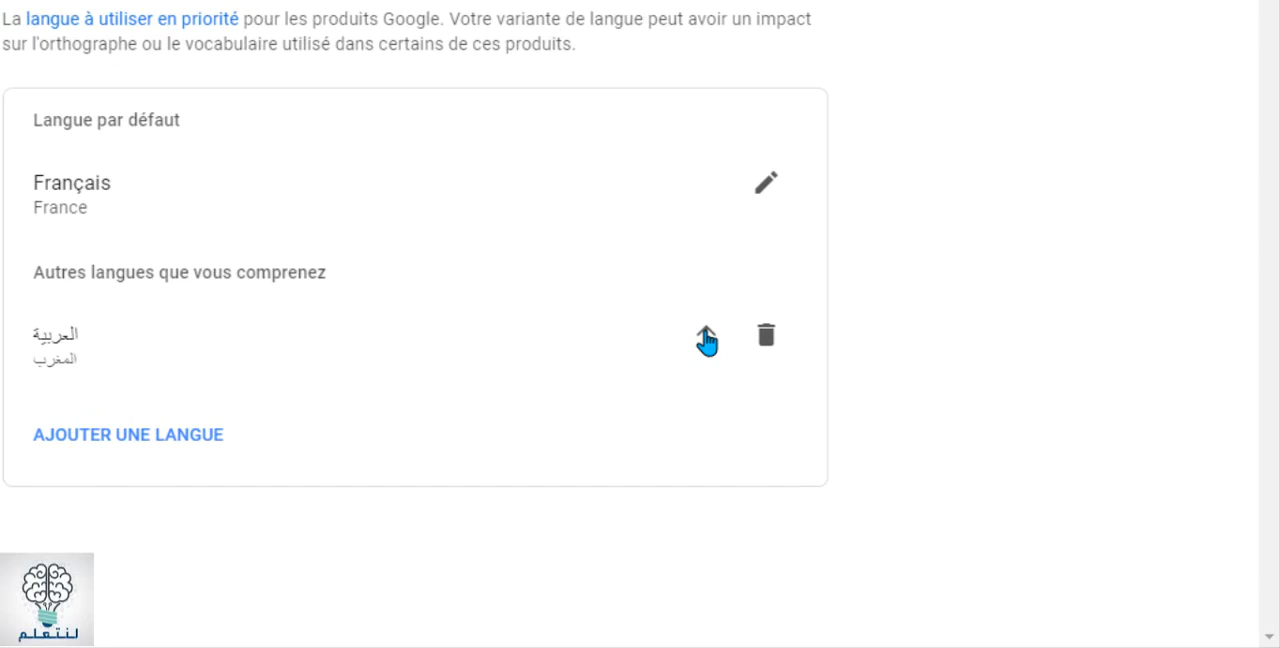 La langue à utiliser en priorité pour les produits Google. Votre variante de langue peut avoir un impact
sur l'orthographe ou le vocabulaire utilisé dans certains de ces produits.
Langue par défaut
Français
France
Autres langues que vous comprenez
العربية
المغرب
AJOUTER UNE LANGUE
لنتعلم